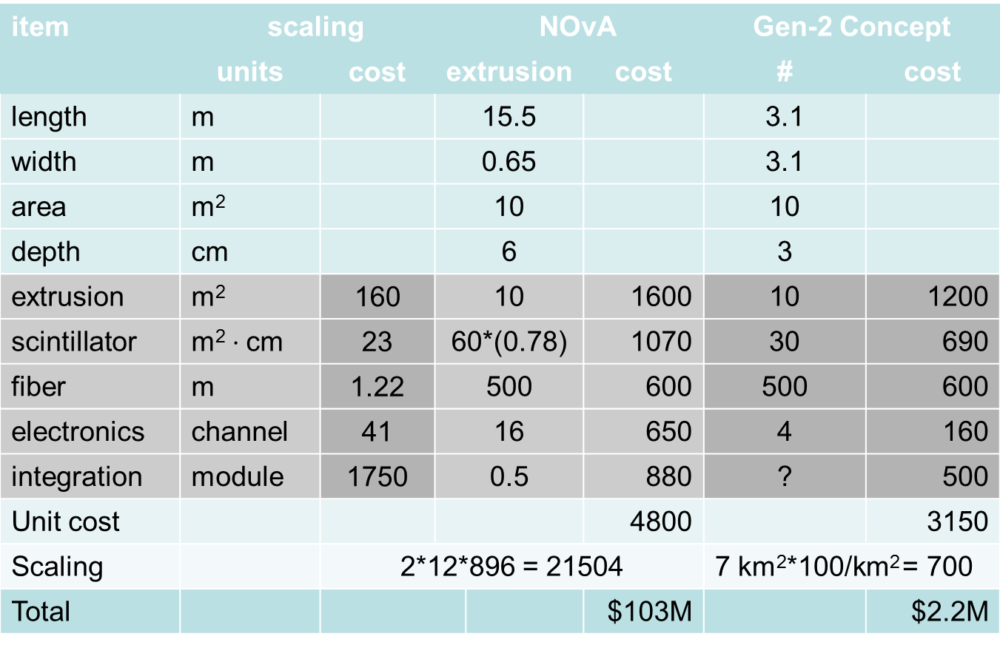 item scaling NOvA Gen-2 Concept
units cost extrusion cost # cost
length m 15.5 3.1
width m 0.65 3.1
area m² 10 10
depth cm 6 3
extrusion m² 160 10 1600 10 1200
scintillator m² · cm 23 60*(0.78) 1070 30 690
fiber m 1.22 500 600 500 600
electronics channel 41 16 650 4 160
integration module 1750 0.5 880 ? 500
Unit cost 4800 3150
Scaling 2*12*896 = 21504 7 km²*100/km²= 700
Total $103M $2.2M